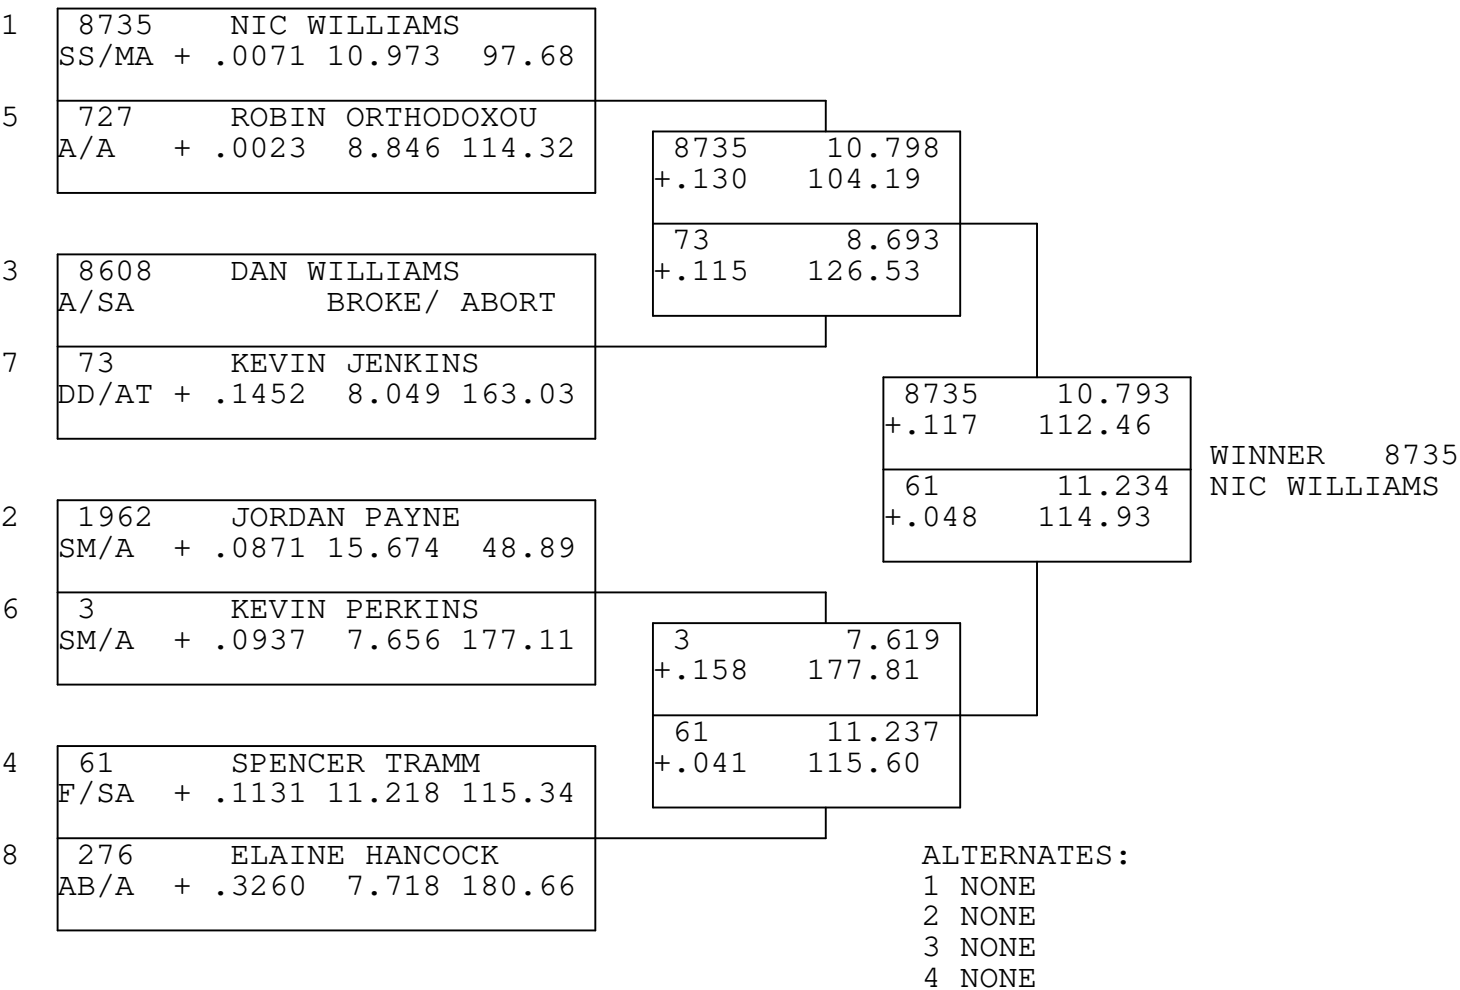 1 8735 NIC WILLIAMS
SS/MA + .0071 10.973 97.68
5 727 ROBIN ORTHODOXOU
A/A + .0023 8.846 114.32
3 8608 DAN WILLIAMS
A/SA BROKE/ ABORT
7 73 KEVIN JENKINS
DD/AT + .1452 8.049 163.03
2 1962 JORDAN PAYNE
SM/A + .0871 15.674 48.89
6 3 KEVIN PERKINS
SM/A + .0937 7.656 177.11
4 61 SPENCER TRAMM
F/SA + .1131 11.218 115.34
8 276 ELAINE HANCOCK
AB/A + .3260 7.718 180.66
8735 10.798
+.130 104.19
73 8.693
+.115 126.53
3 7.619
+.158 177.81
61 11.237
+.041 115.60
8735 10.793
+.117 112.46
61 11.234
+.048 114.93
WINNER 8735
NIC WILLIAMS
ALTERNATES:
1 NONE
2 NONE
3 NONE
4 NONE